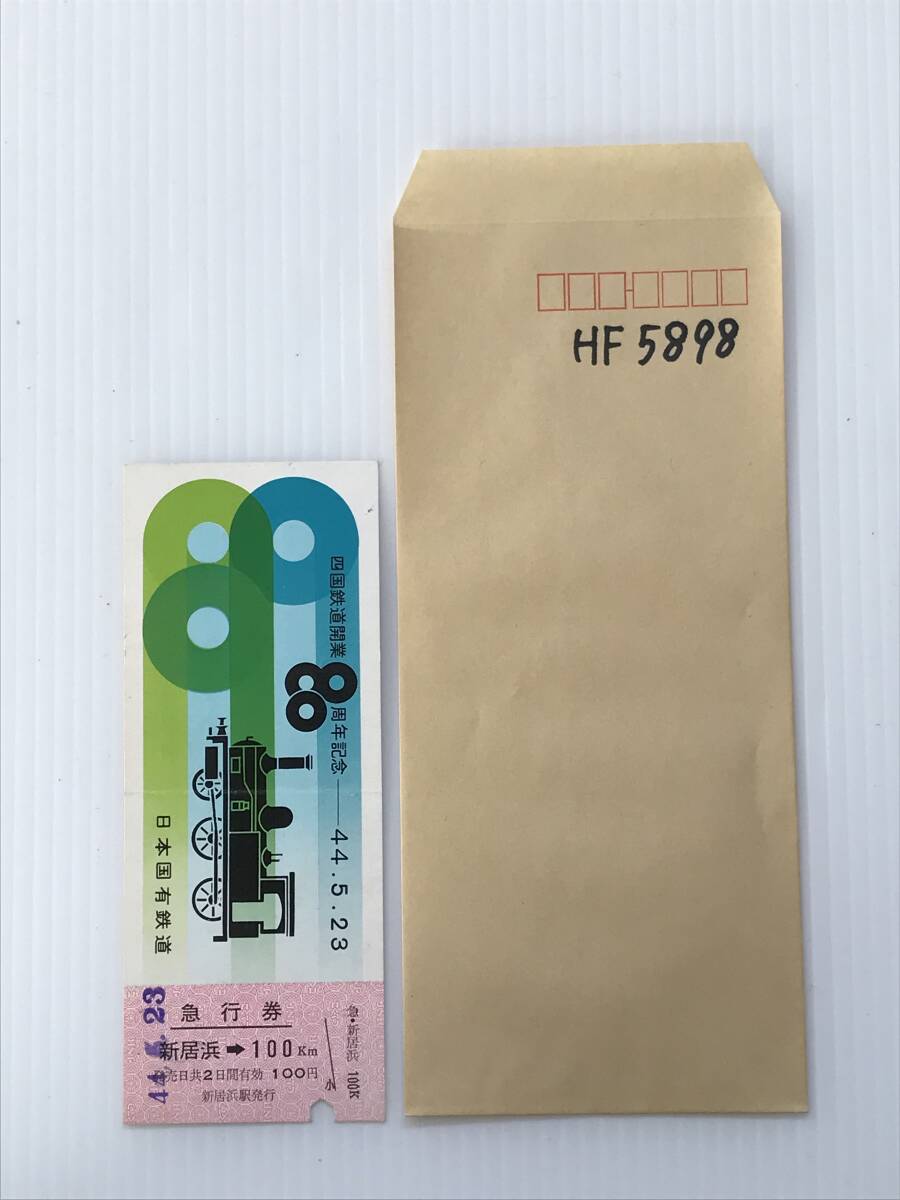 HF 5898
四国鉄道開業80周年記念——44.5.23
日本国有鉄道
44.5.23
急行券
新居浜➡100Km
発売日共2日間有効 100円
新居浜駅発行
急・新居浜 100K
小